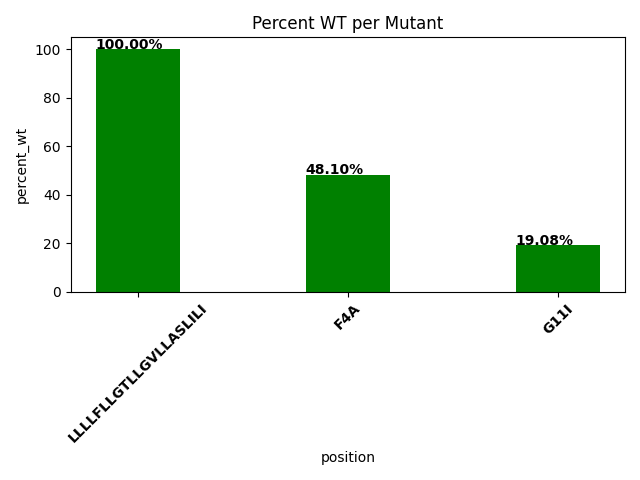 Percent WT per Mutant
percent_wt
100
80
60
40
20
0
100.00%
48.10%
19.08%
LLLLFLLGTLLGVLLASLILI
F4A
G11I
position